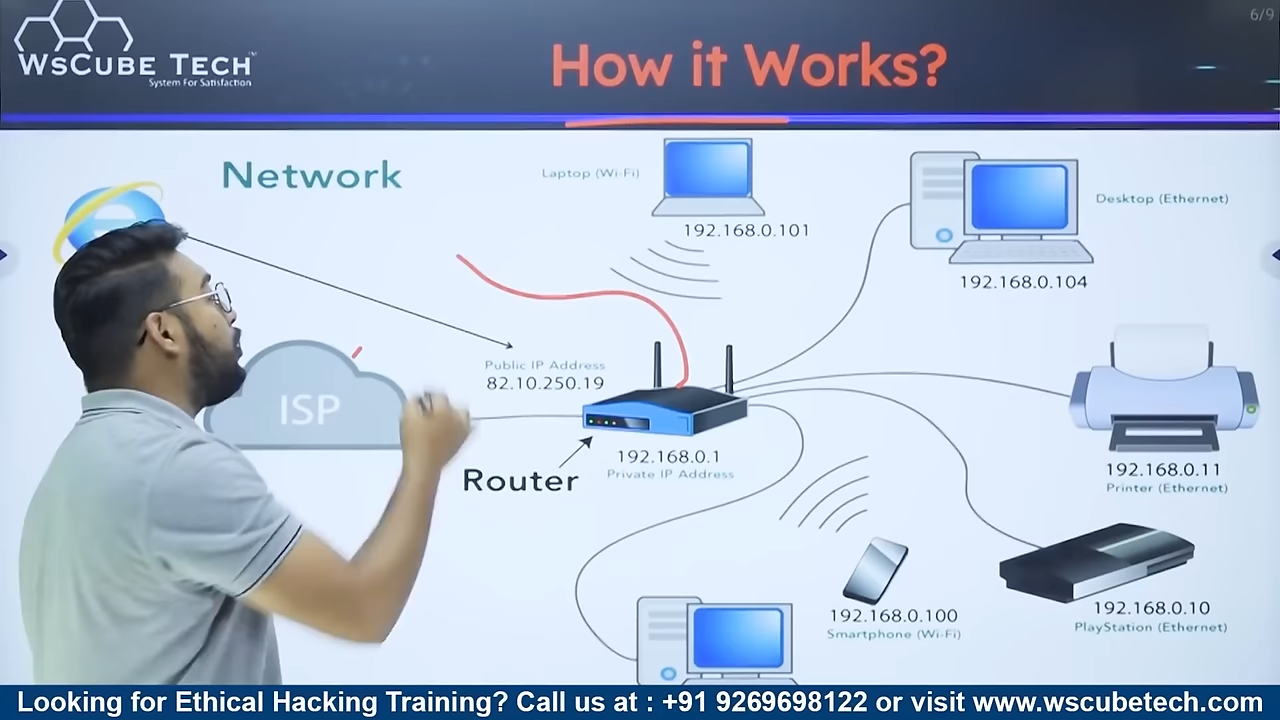 6/9
WsCube Tech
System For Satisfaction
How it Works?
Network
Laptop (Wi-Fi)
192.168.0.101
Desktop (Ethernet)
192.168.0.104
Public IP Address
82.10.250.19
ISP
192.168.0.1
Private IP Address
Router
192.168.0.11
Printer (Ethernet)
192.168.0.100
Smartphone (Wi-Fi)
192.168.0.10
PlayStation (Ethernet)
Looking for Ethical Hacking Training? Call us at : +91 9269698122 or visit www.wscubetech.com